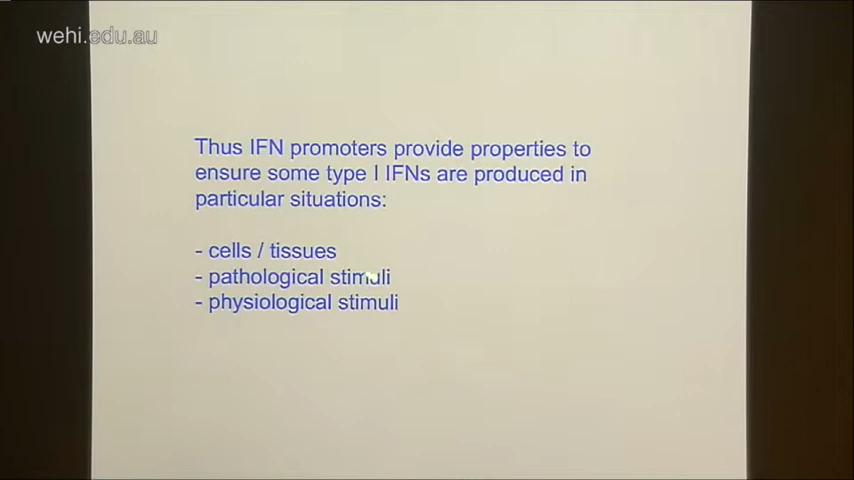 wehi.edu.au
Thus IFN promoters provide properties to
ensure some type I IFNs are produced in
particular situations:
- cells / tissues
- pathological stimuli
- physiological stimuli